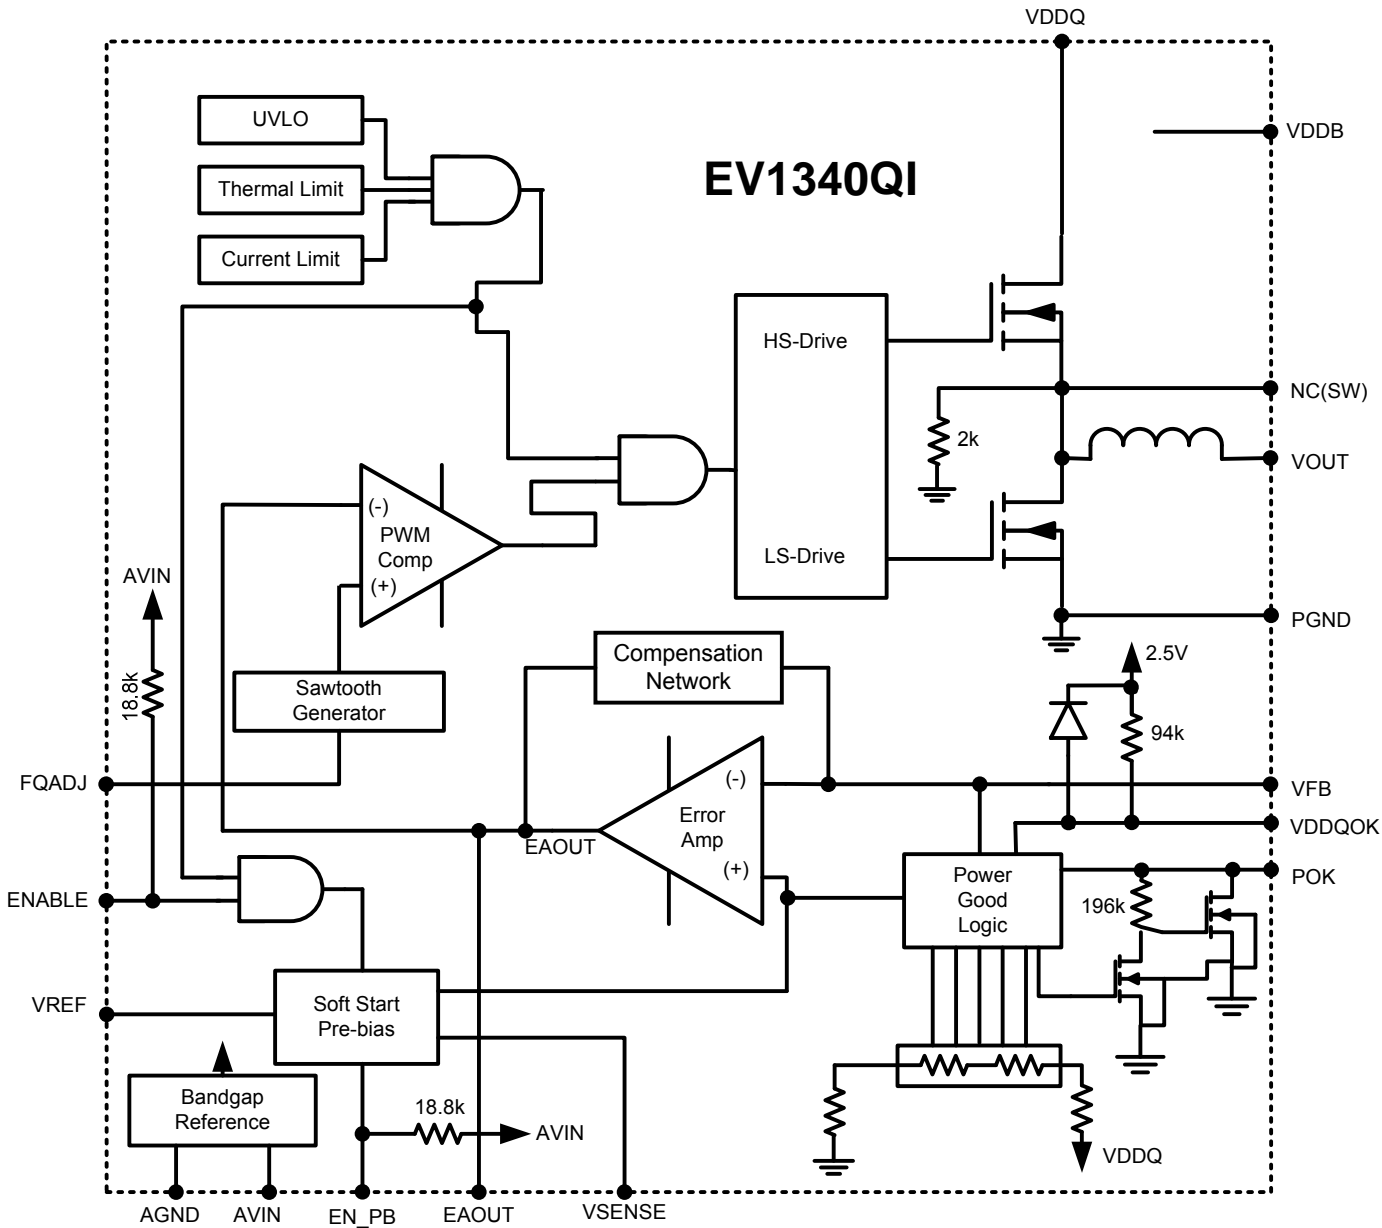 VDDQ
UVLO
VDDB
EV1340QI
Thermal Limit
Current Limit
HS-Drive
NC(SW)
2k
VOUT
(-)
PWM
Comp
(+)
LS-Drive
AVIN
PGND
2.5V
Compensation
Network
18.8k
Sawtooth
Generator
94k
FQADJ
(-)
VFB
Error
Amp
VDDQOK
EAOUT
(+)
Power
Good
Logic
POK
ENABLE
196k
VREF
Soft Start
Pre-bias
Bandgap
Reference
18.8k
AVIN
VDDQ
AGND
AVIN
EN_PB
EAOUT
VSENSE